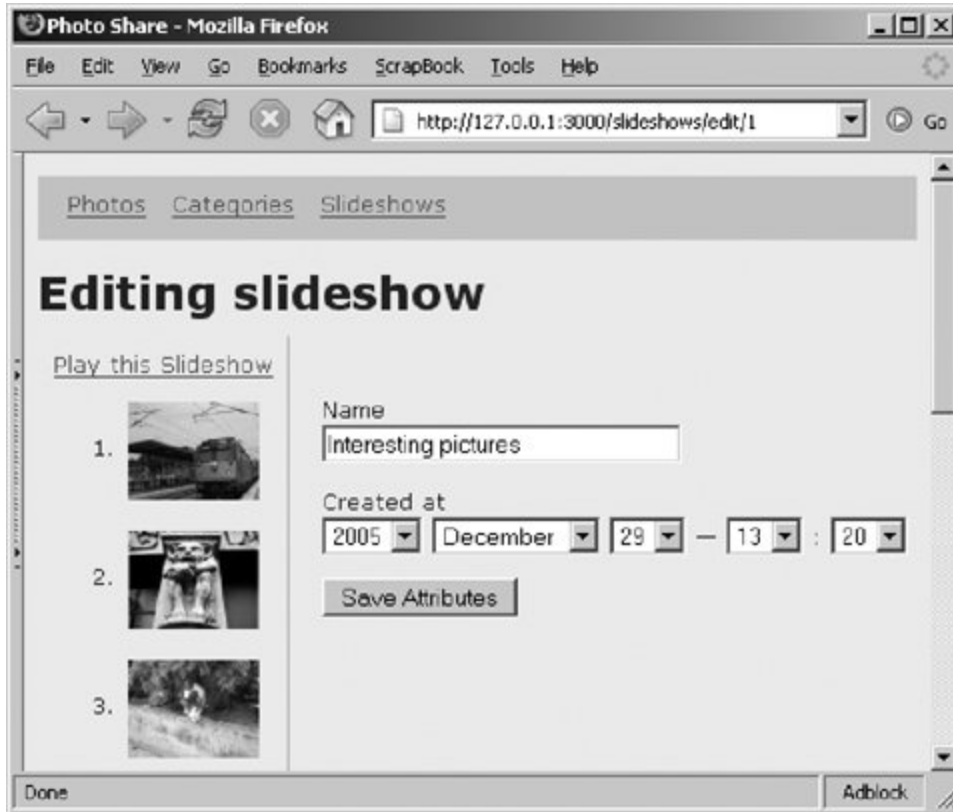 Photo Share - Mozilla Firefox
File Edit View Go Bookmarks ScrapBook Tools Help
http://127.0.0.1:3000/slideshows/edit/1 Go
Photos Categories Slideshows
Editing slideshow
Play this Slideshow
1.
2.
3.
Name
Interesting pictures
Created at
2005 December 29 — 13 : 20
Save Attributes
Done Adblock